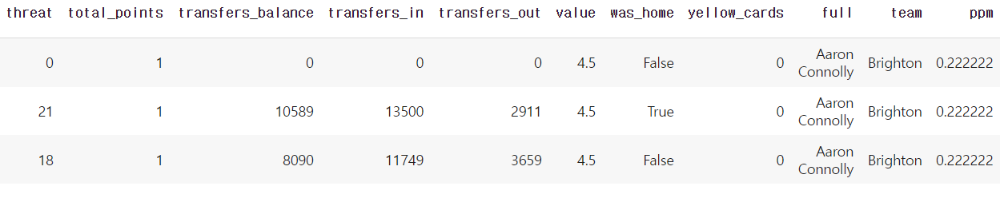 threat total_points transfers_balance transfers_in transfers_out value was_home yellow_cards full team ppm
0 1 0 0 0 4.5 False 0 Aaron Connolly Brighton 0.222222
21 1 10589 13500 2911 4.5 True 0 Aaron Connolly Brighton 0.222222
18 1 8090 11749 3659 4.5 False 0 Aaron Connolly Brighton 0.222222